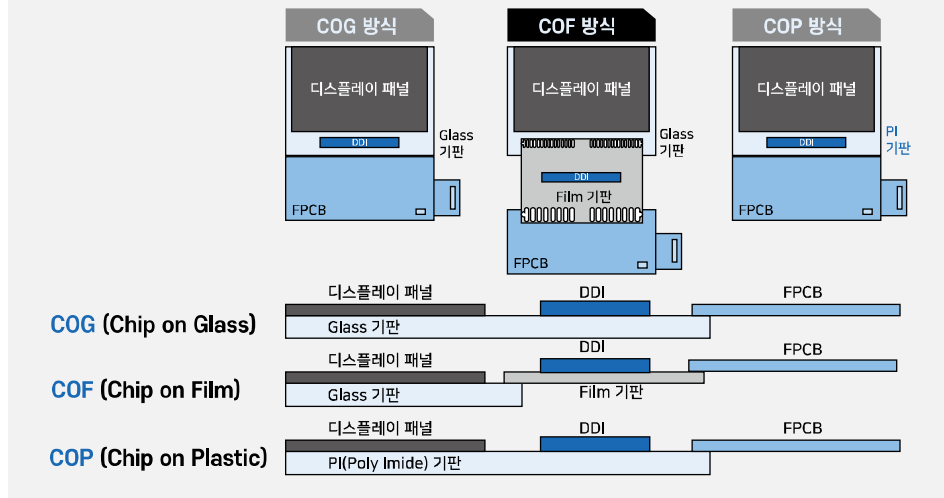 COG 방식
COF 방식
COP 방식
디스플레이 패널
디스플레이 패널
디스플레이 패널
DDI
Glass
기판
Glass
기판
DDI
PI
기판
DDI
Film 기판
FPCB
FPCB
FPCB
디스플레이 패널
DDI
FPCB
COG (Chip on Glass)
Glass 기판
디스플레이 패널
DDI
FPCB
COF (Chip on Film)
Glass 기판
Film 기판
디스플레이 패널
DDI
FPCB
COP (Chip on Plastic)
PI(Poly Imide) 기판